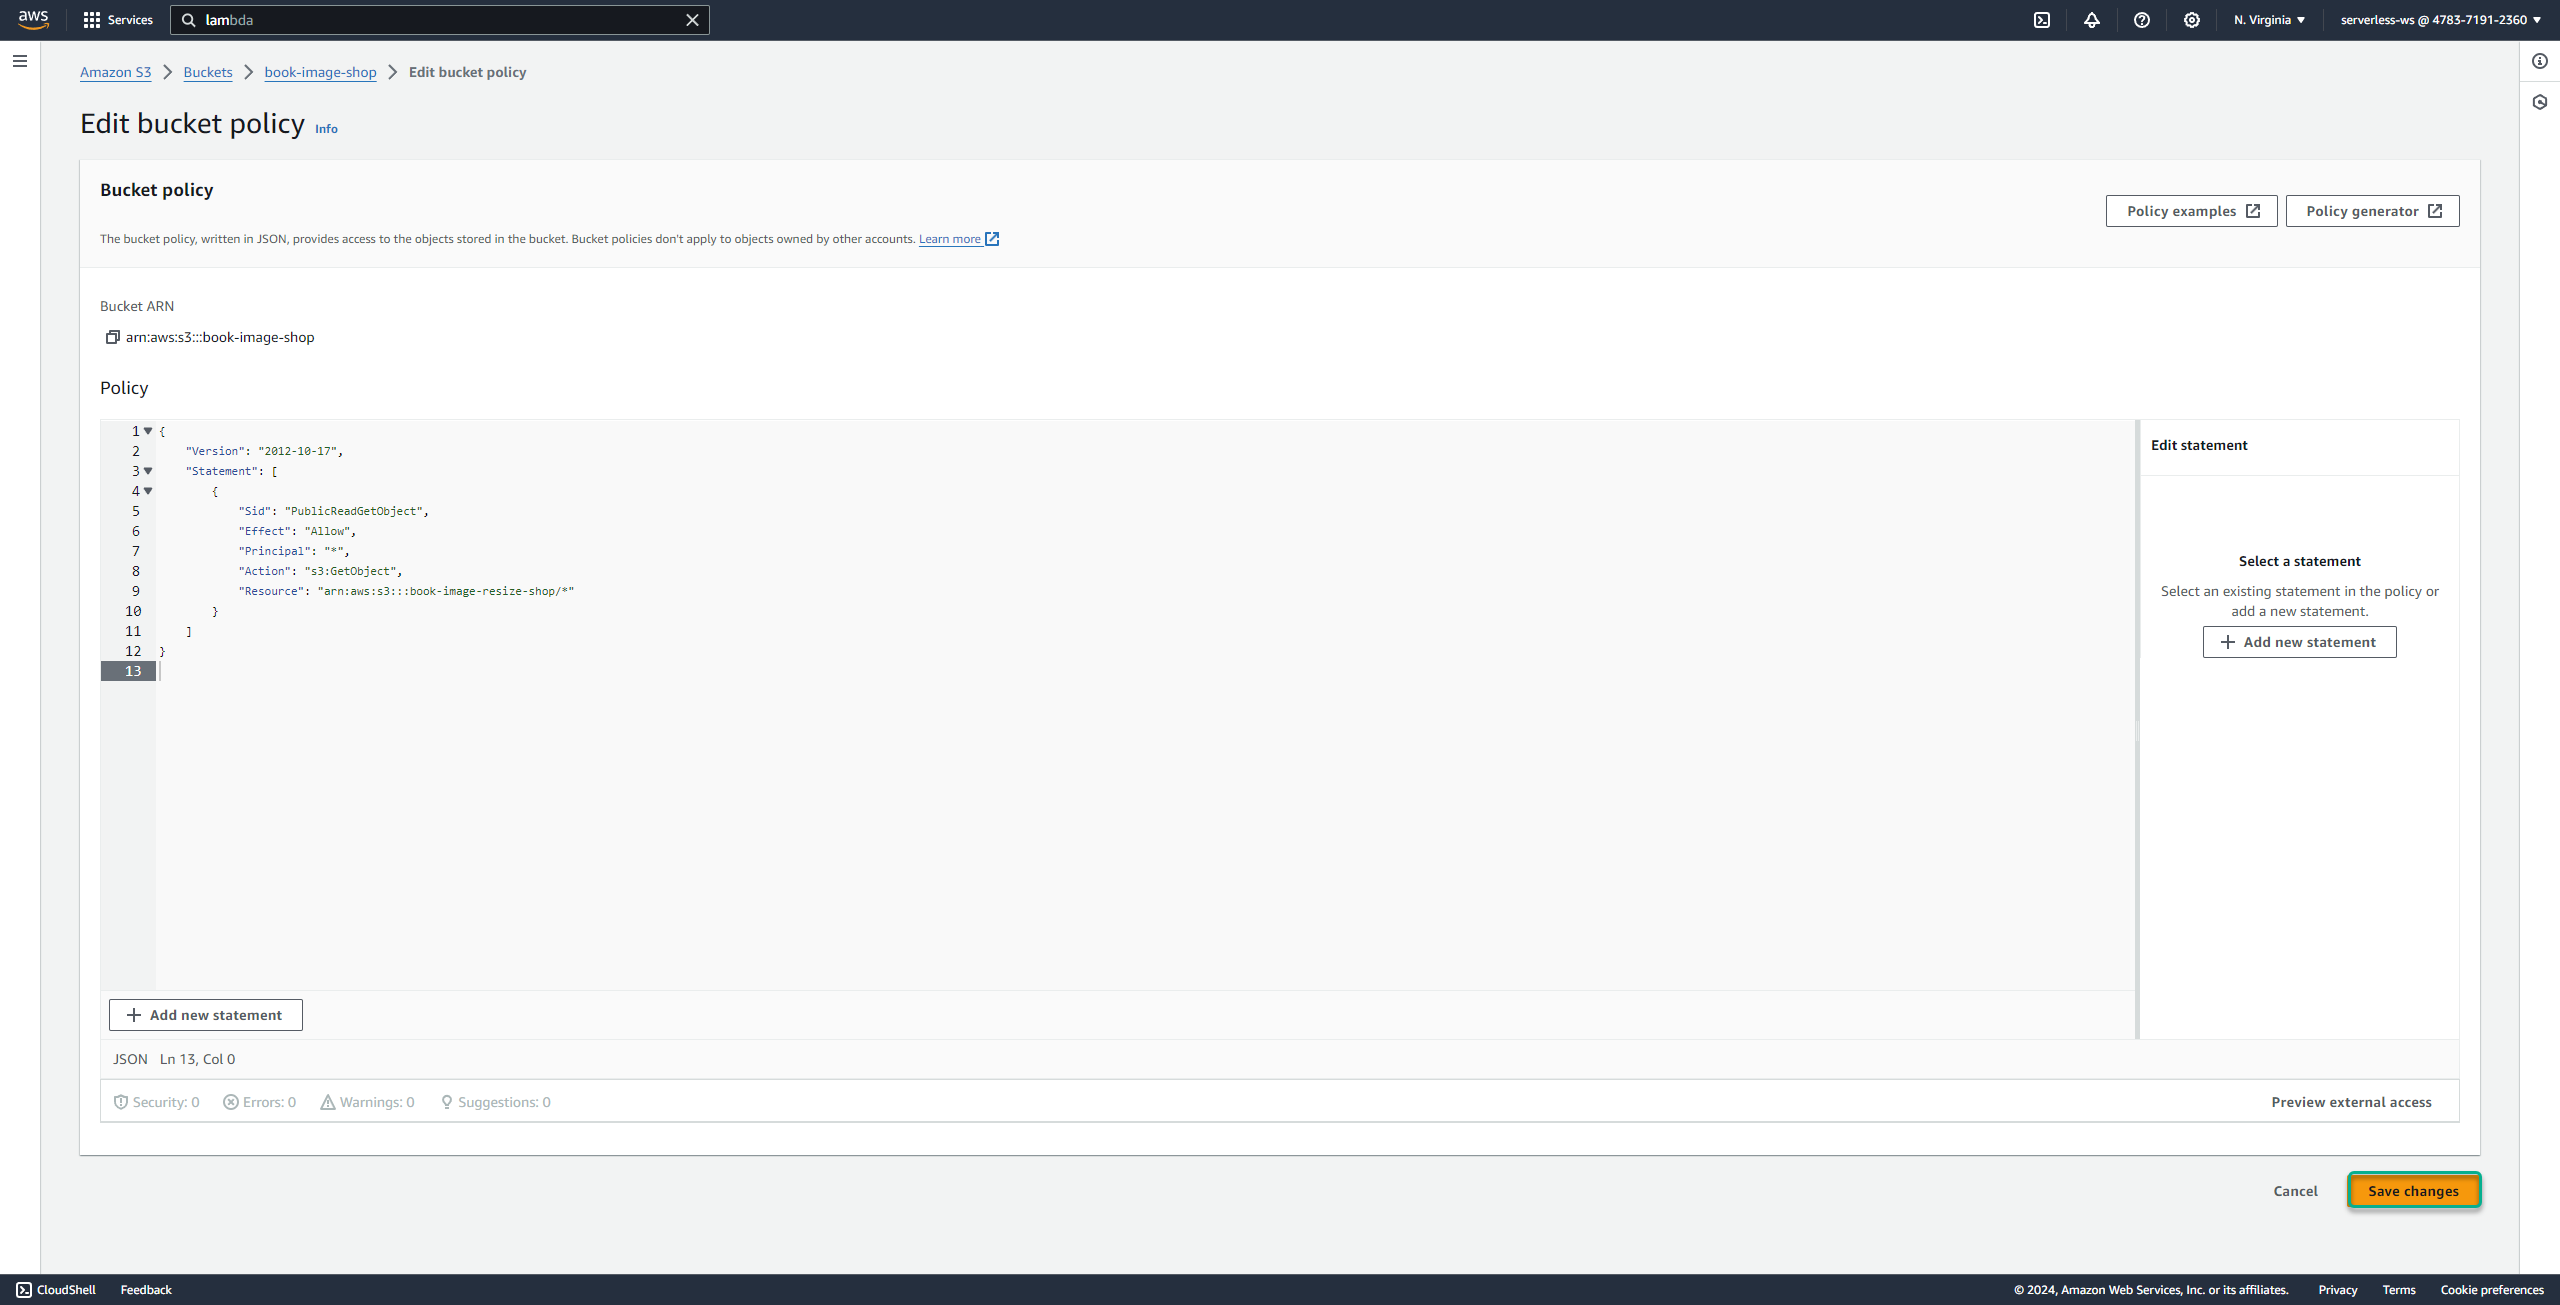 aws
Services
lambda
N. Virginia
serverless-ws @ 4783-7191-2360
Amazon S3
Buckets
book-image-shop
Edit bucket policy
Edit bucket policy
Info
Bucket policy
Policy examples
Policy generator
The bucket policy, written in JSON, provides access to the objects stored in the bucket. Bucket policies don't apply to objects owned by other accounts. Learn more
Bucket ARN
arn:aws:s3:::book-image-shop
Policy
1 {
2 "Version": "2012-10-17",
3 "Statement": [
4 {
5 "Sid": "PublicReadGetObject",
6 "Effect": "Allow",
7 "Principal": "*",
8 "Action": "s3:GetObject",
9 "Resource": "arn:aws:s3:::book-image-resize-shop/*"
10 }
11 ]
12 }
13
Edit statement
Select a statement
Select an existing statement in the policy or
add a new statement.
Add new statement
Add new statement
JSON Ln 13, Col 0
Security: 0
Errors: 0
Warnings: 0
Suggestions: 0
Preview external access
Cancel
Save changes
CloudShell
Feedback
© 2024, Amazon Web Services, Inc. or its affiliates.
Privacy
Terms
Cookie preferences